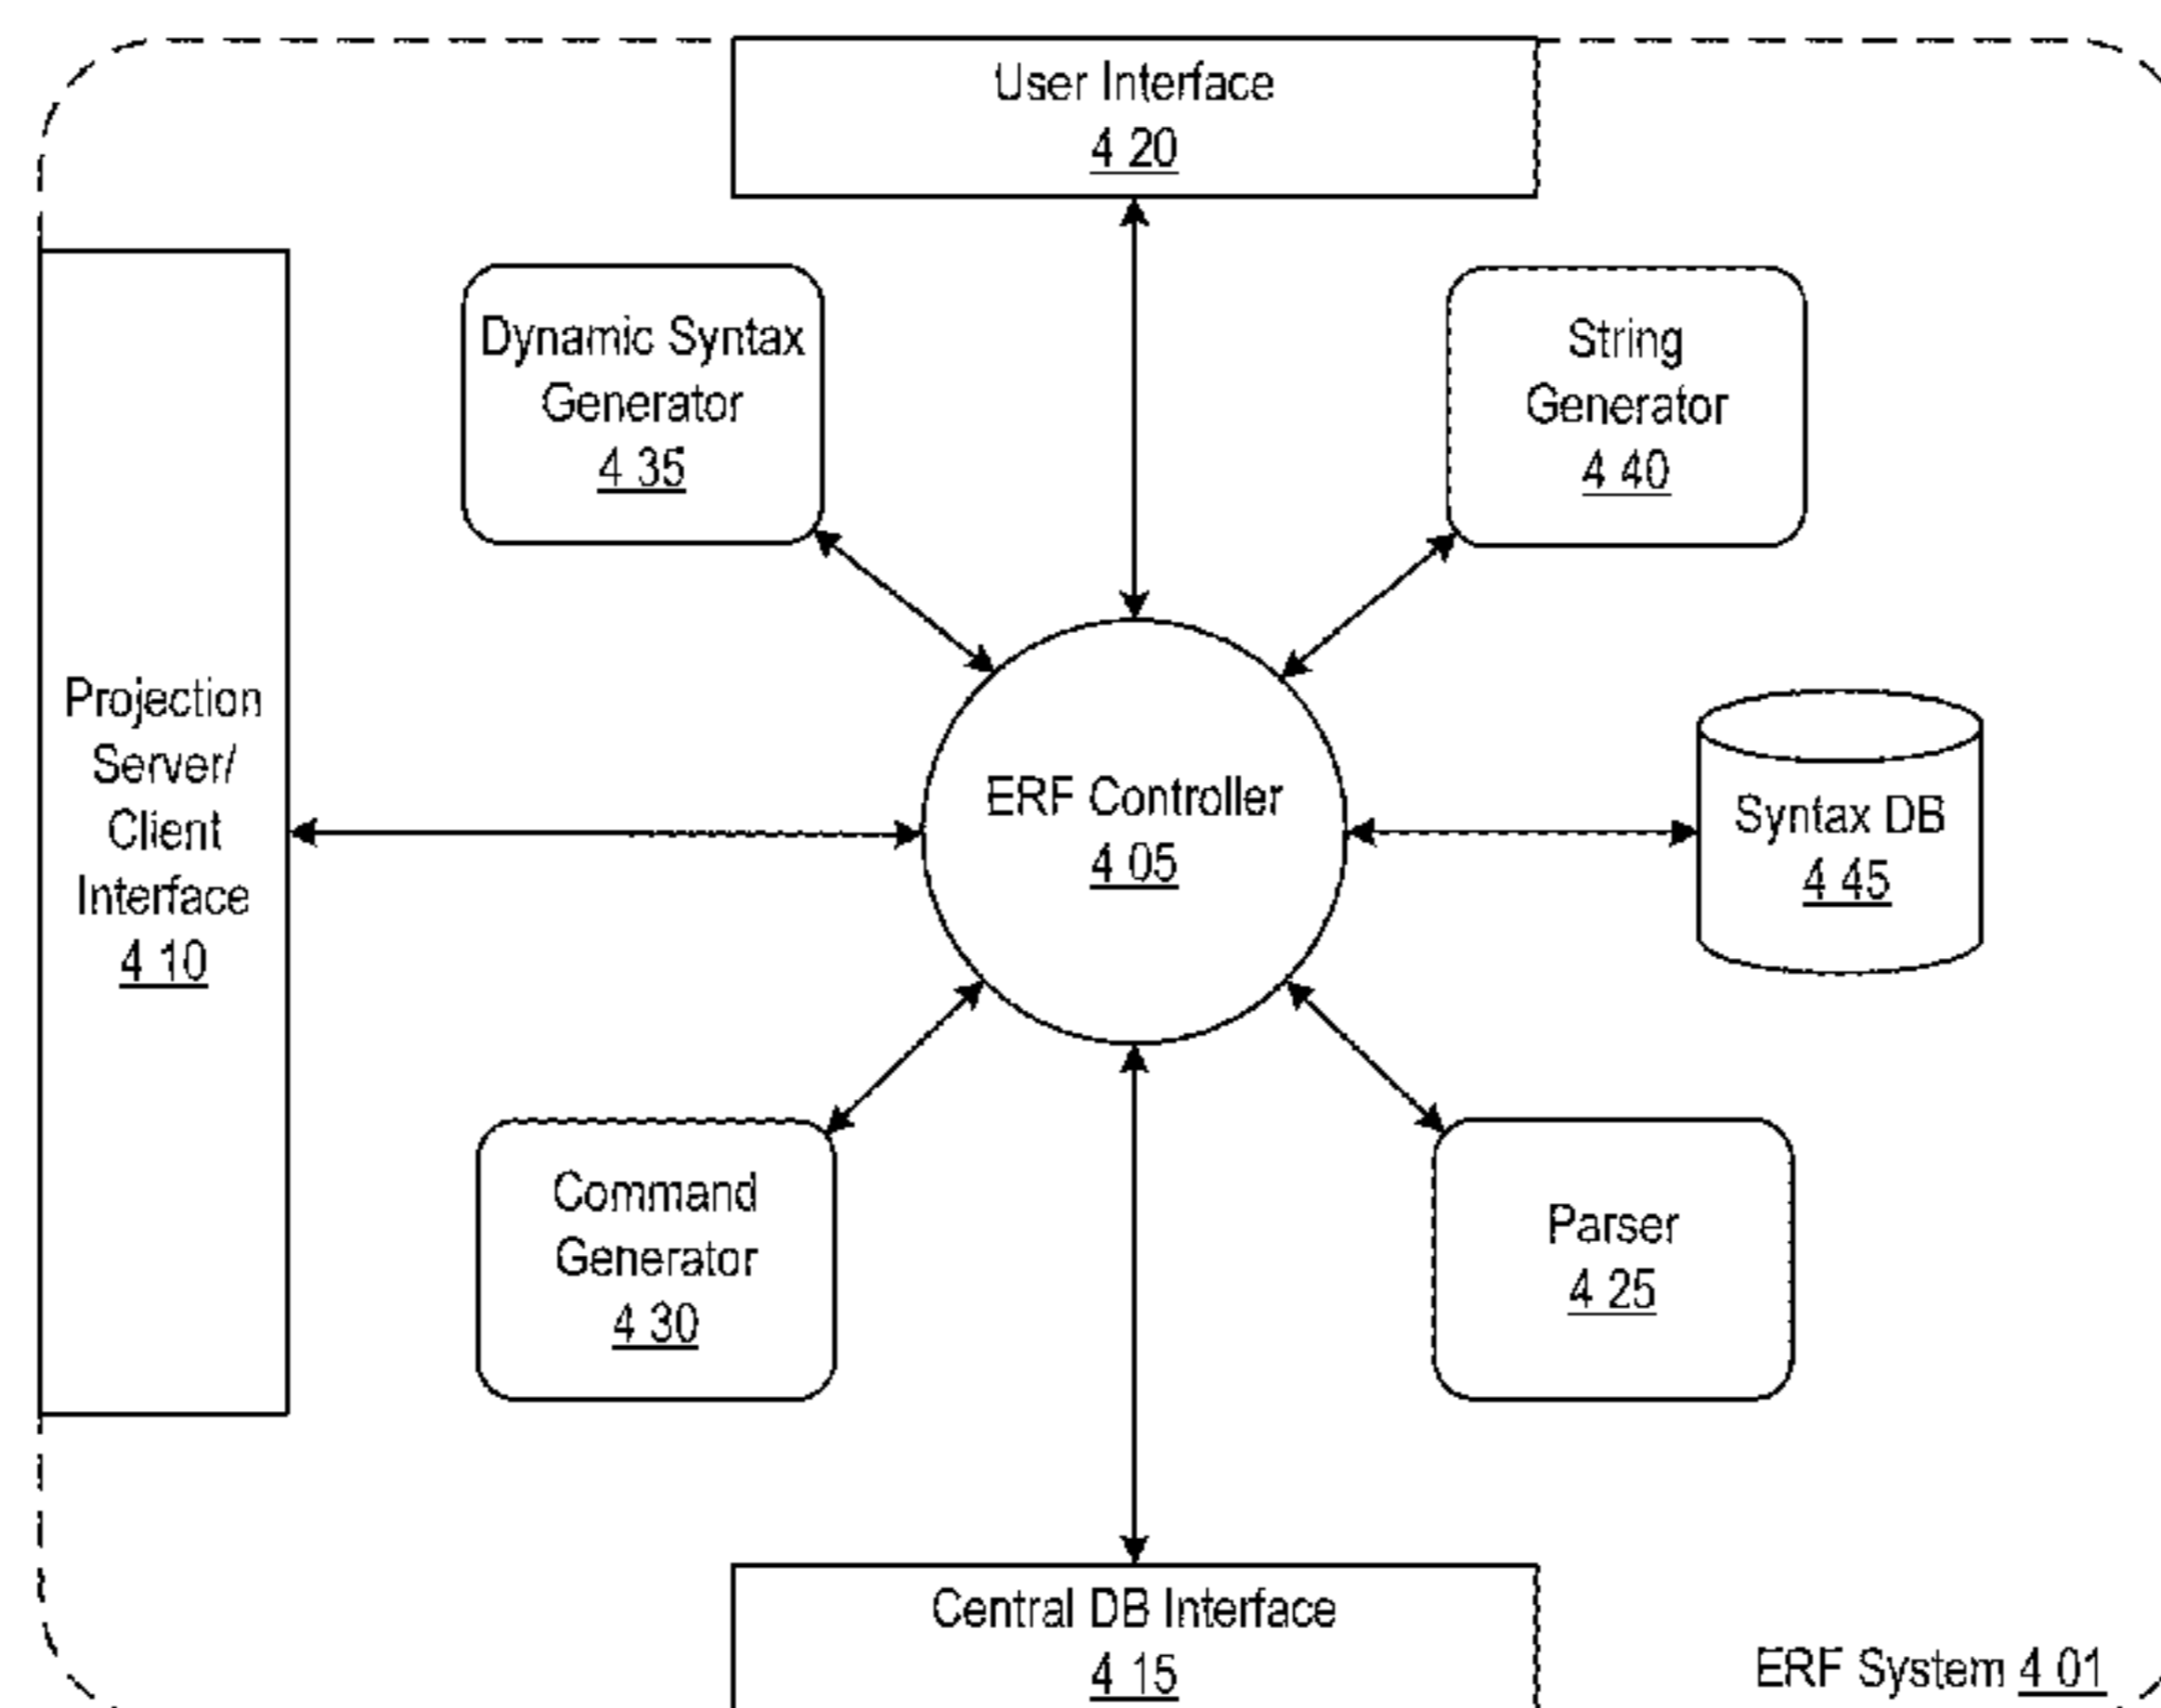 User Interface
4 20
Dynamic Syntax
Generator
4 35
String
Generator
4 40
Projection
Server/
Client
Interface
4 10
ERF Controller
4 05
Syntax DB
4 45
Command
Generator
4 30
Parser
4 25
Central DB Interface
4 15
ERF System 4 01